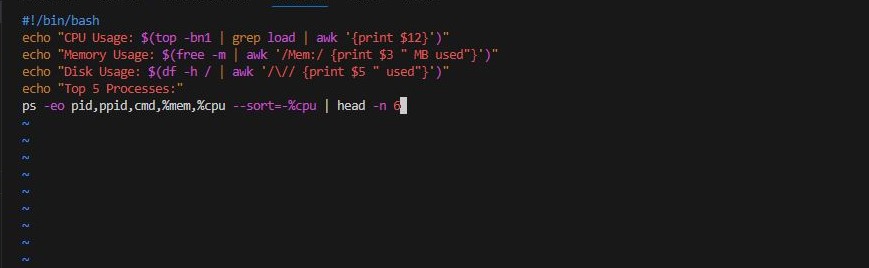 #!/bin/bash
echo "CPU Usage: $(top -bn1 | grep load | awk '{print $12}')"
echo "Memory Usage: $(free -m | awk '/Mem:/ {print $3 " MB used"}')"
echo "Disk Usage: $(df -h / | awk '/\// {print $5 " used"}')"
echo "Top 5 Processes:"
ps -eo pid,ppid,cmd,%mem,%cpu --sort=-%cpu | head -n 6
~
~
~
~
~
~
~
~
~